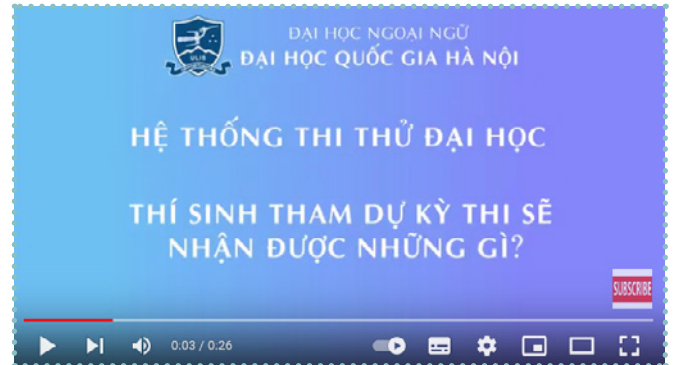 ĐẠI HỌC NGOẠI NGỮ
ĐẠI HỌC QUỐC GIA HÀ NỘI
ULIS
HỆ THỐNG THI THỬ ĐẠI HỌC
THÍ SINH THAM DỰ KỲ THI SẼ
NHẬN ĐƯỢC NHỮNG GÌ?
SUBSCRIBE
0:03 / 0:26